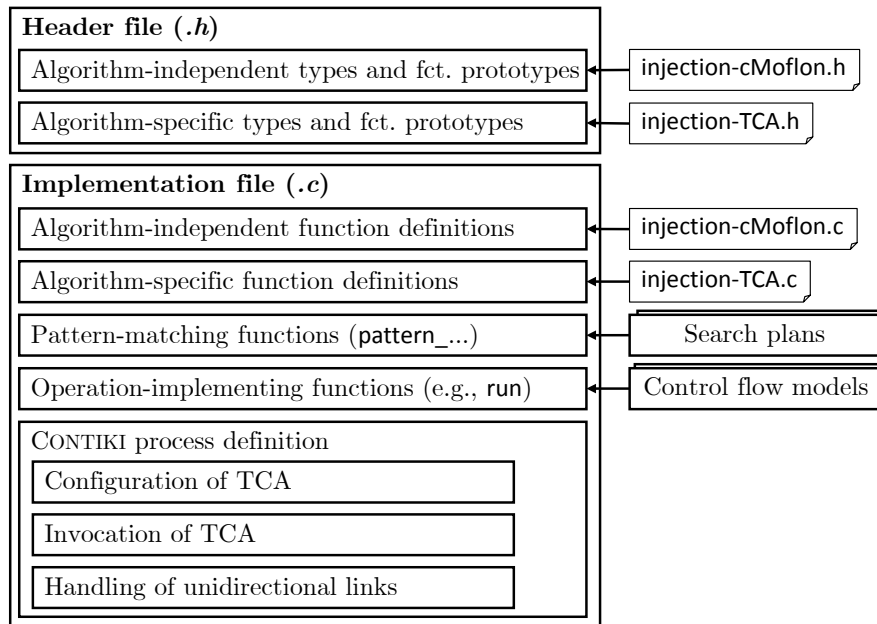 Header file (.h)
Algorithm-independent types and fct. prototypes
injection-cMoflon.h
Algorithm-specific types and fct. prototypes
injection-TCA.h
Implementation file (.c)
Algorithm-independent function definitions
injection-cMoflon.c
Algorithm-specific function definitions
injection-TCA.c
Pattern-matching functions (pattern_...)
Search plans
Operation-implementing functions (e.g., run)
Control flow models
CONTIKI process definition
Configuration of TCA
Invocation of TCA
Handling of unidirectional links